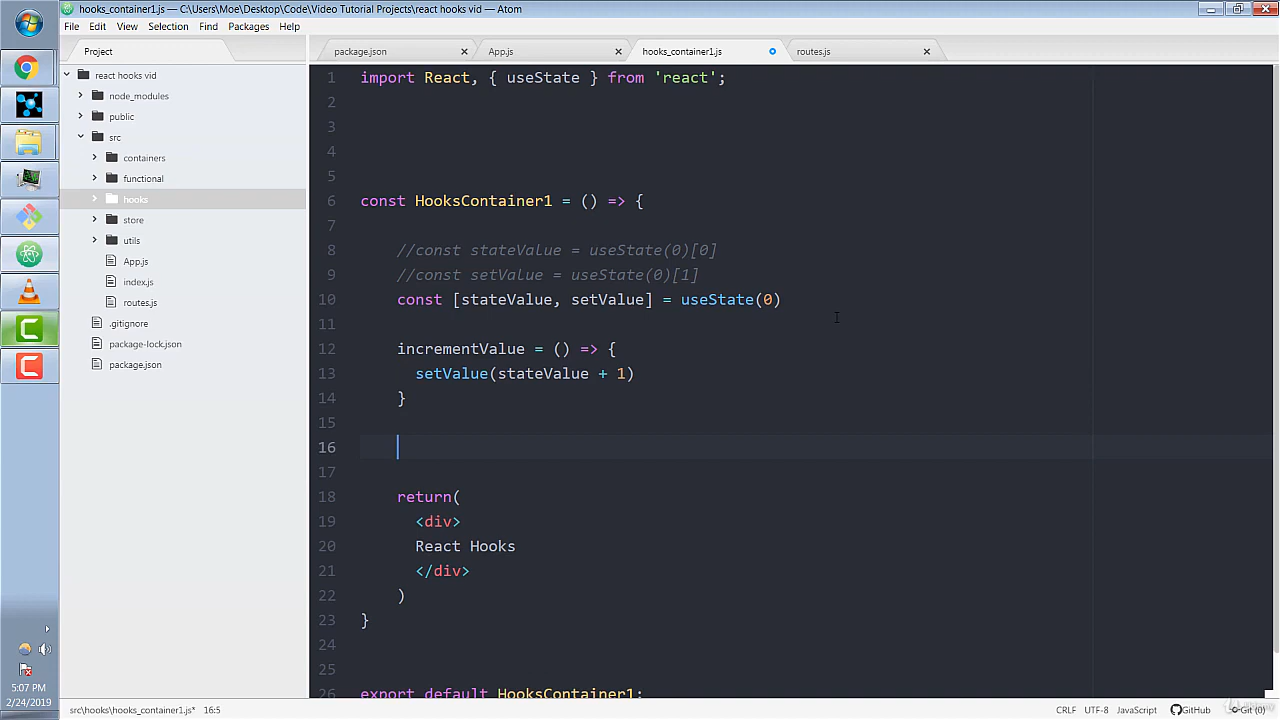 hooks_container1.js — C:\Users\Moe\Desktop\Code\Video Tutorial Projects\react hooks vid — Atom
File Edit View Selection Find Packages Help
Project
package.json
App.js
hooks_container1.js
routes.js
react hooks vid
node_modules
public
src
containers
functional
hooks
store
utils
App.js
index.js
routes.js
.gitignore
package-lock.json
package.json
1 import React, { useState } from 'react';
2
3
4
5
6 const HooksContainer1 = () => {
7
8 //const stateValue = useState(0)[0]
9 //const setValue = useState(0)[1]
10 const [stateValue, setValue] = useState(0)
11
12 incrementValue = () => {
13 setValue(stateValue + 1)
14 }
15
16
17
18 return(
19 <div>
20 React Hooks
21 </div>
22 )
23 }
24
25
26 export default HooksContainer1;
5:07 PM
2/24/2019
src\hooks\hooks_container1.js* 16:5
CRLF UTF-8 JavaScript GitHub Git (0)